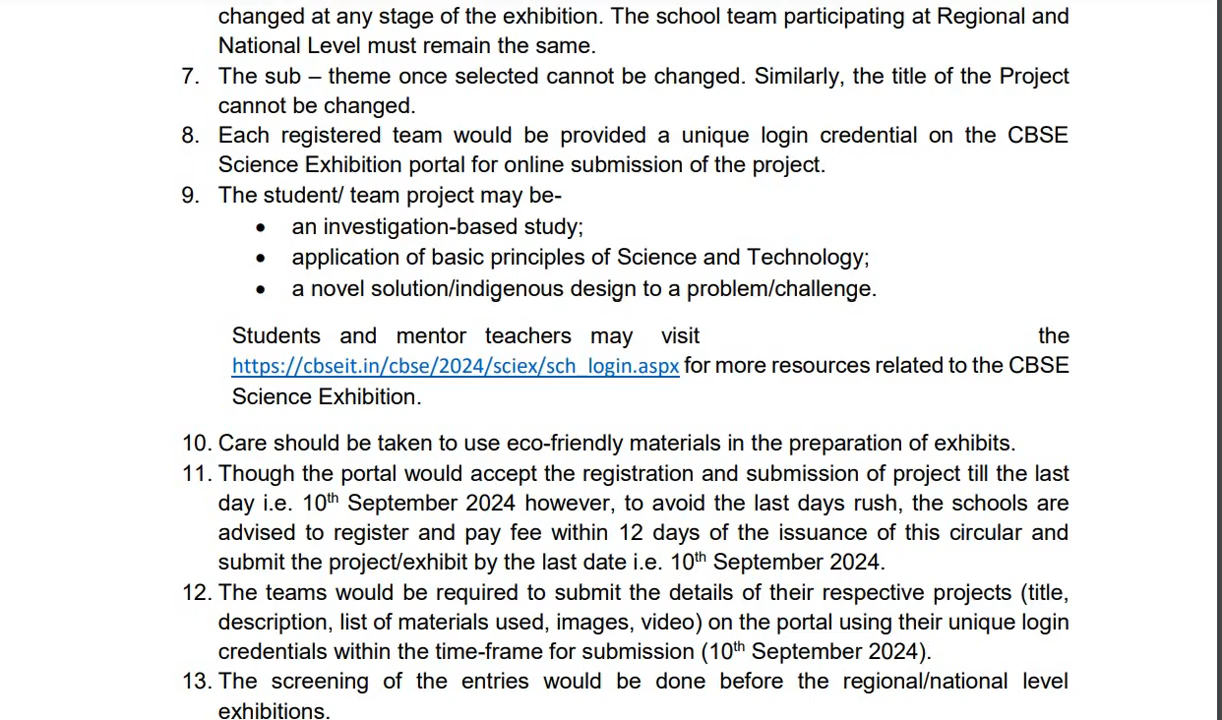 changed at any stage of the exhibition. The school team participating at Regional and
National Level must remain the same.
7. The sub – theme once selected cannot be changed. Similarly, the title of the Project
cannot be changed.
8. Each registered team would be provided a unique login credential on the CBSE
Science Exhibition portal for online submission of the project.
9. The student/ team project may be-
• an investigation-based study;
• application of basic principles of Science and Technology;
• a novel solution/indigenous design to a problem/challenge.
Students and mentor teachers may visit the
https://cbseit.in/cbse/2024/sciex/sch_login.aspx for more resources related to the CBSE
Science Exhibition.
10. Care should be taken to use eco-friendly materials in the preparation of exhibits.
11. Though the portal would accept the registration and submission of project till the last
day i.e. 10th September 2024 however, to avoid the last days rush, the schools are
advised to register and pay fee within 12 days of the issuance of this circular and
submit the project/exhibit by the last date i.e. 10th September 2024.
12. The teams would be required to submit the details of their respective projects (title,
description, list of materials used, images, video) on the portal using their unique login
credentials within the time-frame for submission (10th September 2024).
13. The screening of the entries would be done before the regional/national level
exhibitions.